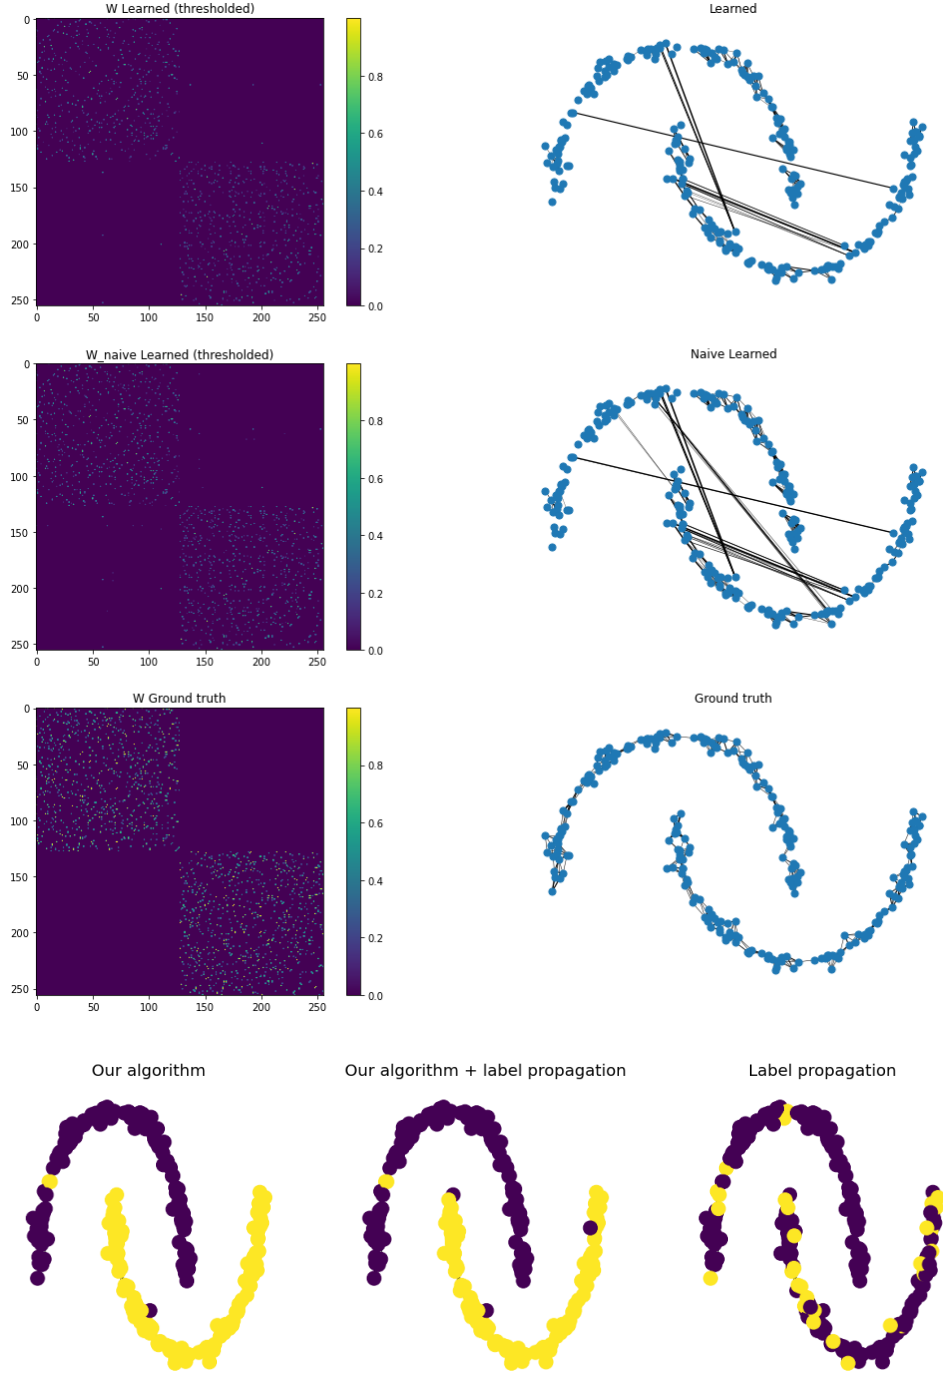 W Learned (thresholded)
Learned
0
50
100
150
200
250
0 50 100 150 200 250
0.8
0.6
0.4
0.2
0.0
W_naive Learned (thresholded)
Naive Learned
0
50
100
150
200
250
0 50 100 150 200 250
0.8
0.6
0.4
0.2
0.0
W Ground truth
Ground truth
0
50
100
150
200
250
0 50 100 150 200 250
0.8
0.6
0.4
0.2
0.0
Our algorithm
Our algorithm + label propagation
Label propagation